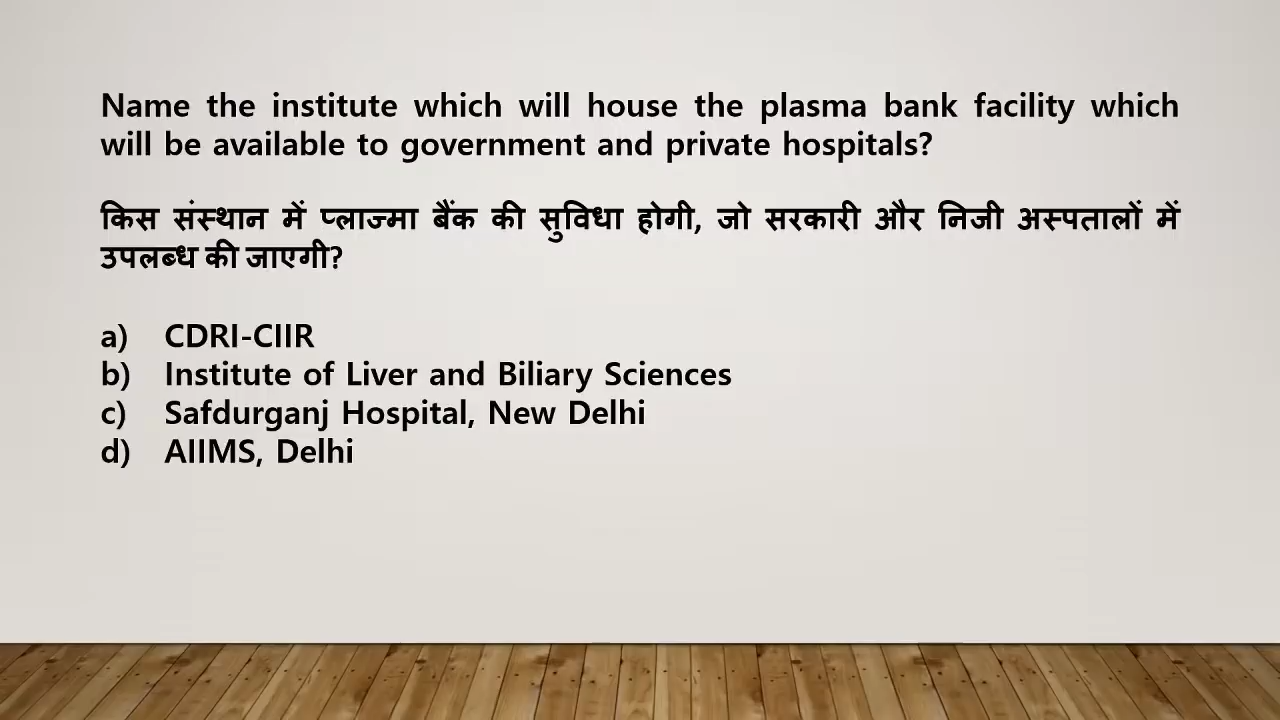 Name the institute which will house the plasma bank facility which
will be available to government and private hospitals?
किस संस्थान में प्लाज्मा बैंक की सुविधा होगी, जो सरकारी और निजी अस्पतालों में
उपलब्ध की जाएगी?
a) CDRI-CIIR
b) Institute of Liver and Biliary Sciences
c) Safdurganj Hospital, New Delhi
d) AIIMS, Delhi